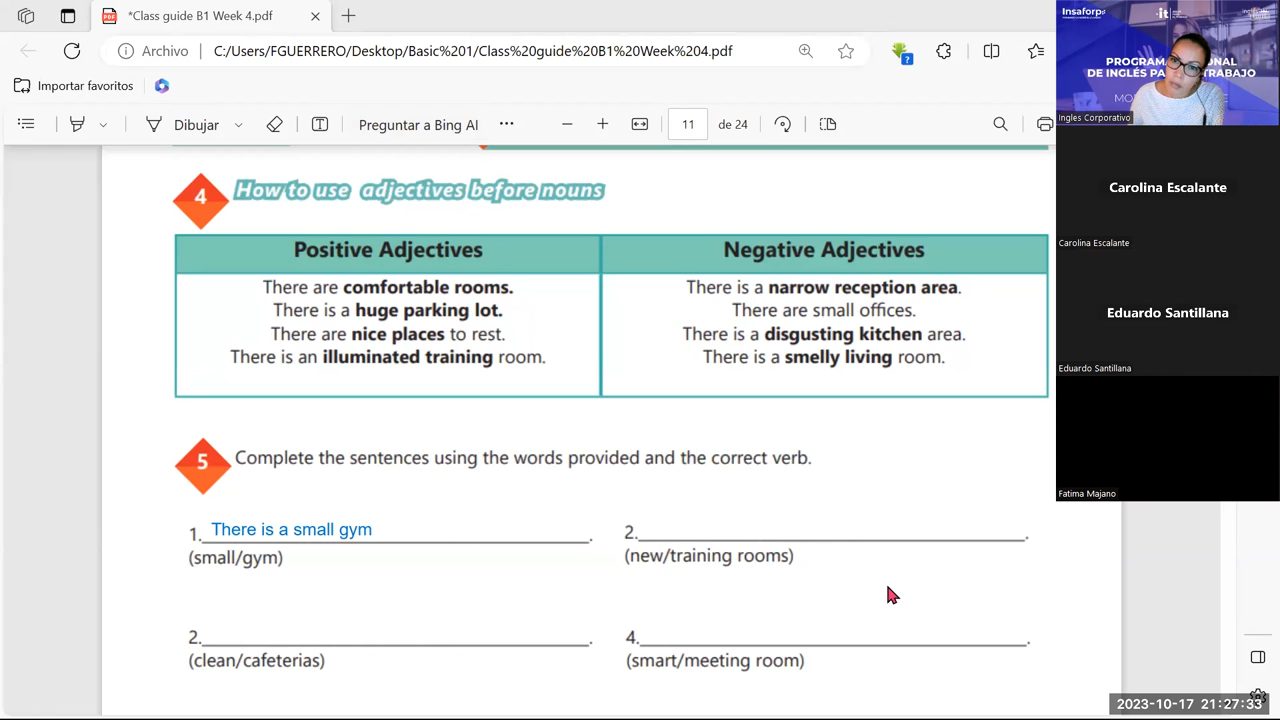 *Class guide B1 Week 4.pdf
Archivo
C:/Users/FGUERRERO/Desktop/Basic%201/Class%20guide%20B1%20Week%204.pdf
Importar favoritos
Dibujar
Preguntar a Bing AI
11
de 24
4
How to use adjectives before nouns
Positive Adjectives
There are comfortable rooms.
There is a huge parking lot.
There are nice places to rest.
There is an illuminated training room.
Negative Adjectives
There is a narrow reception area.
There are small offices.
There is a disgusting kitchen area.
There is a smelly living room.
5
Complete the sentences using the words provided and the correct verb.
1. There is a small gym.
(small/gym)
2.
(new/training rooms)
2.
(clean/cafeterias)
4.
(smart/meeting room)
Insaforp
Ingles Corporativo
Carolina Escalante
Carolina Escalante
Eduardo Santillana
Eduardo Santillana
Fatima Majano
2023-10-17 21:27:33